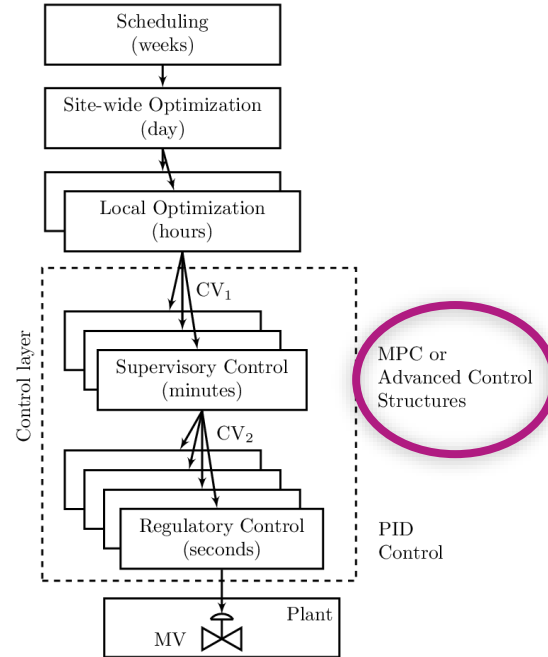 Scheduling
(weeks)
Site-wide Optimization
(day)
Local Optimization
(hours)
CV1
Control layer
Supervisory Control
(minutes)
MPC or
Advanced Control
Structures
CV2
Regulatory Control
(seconds)
PID
Control
Plant
MV